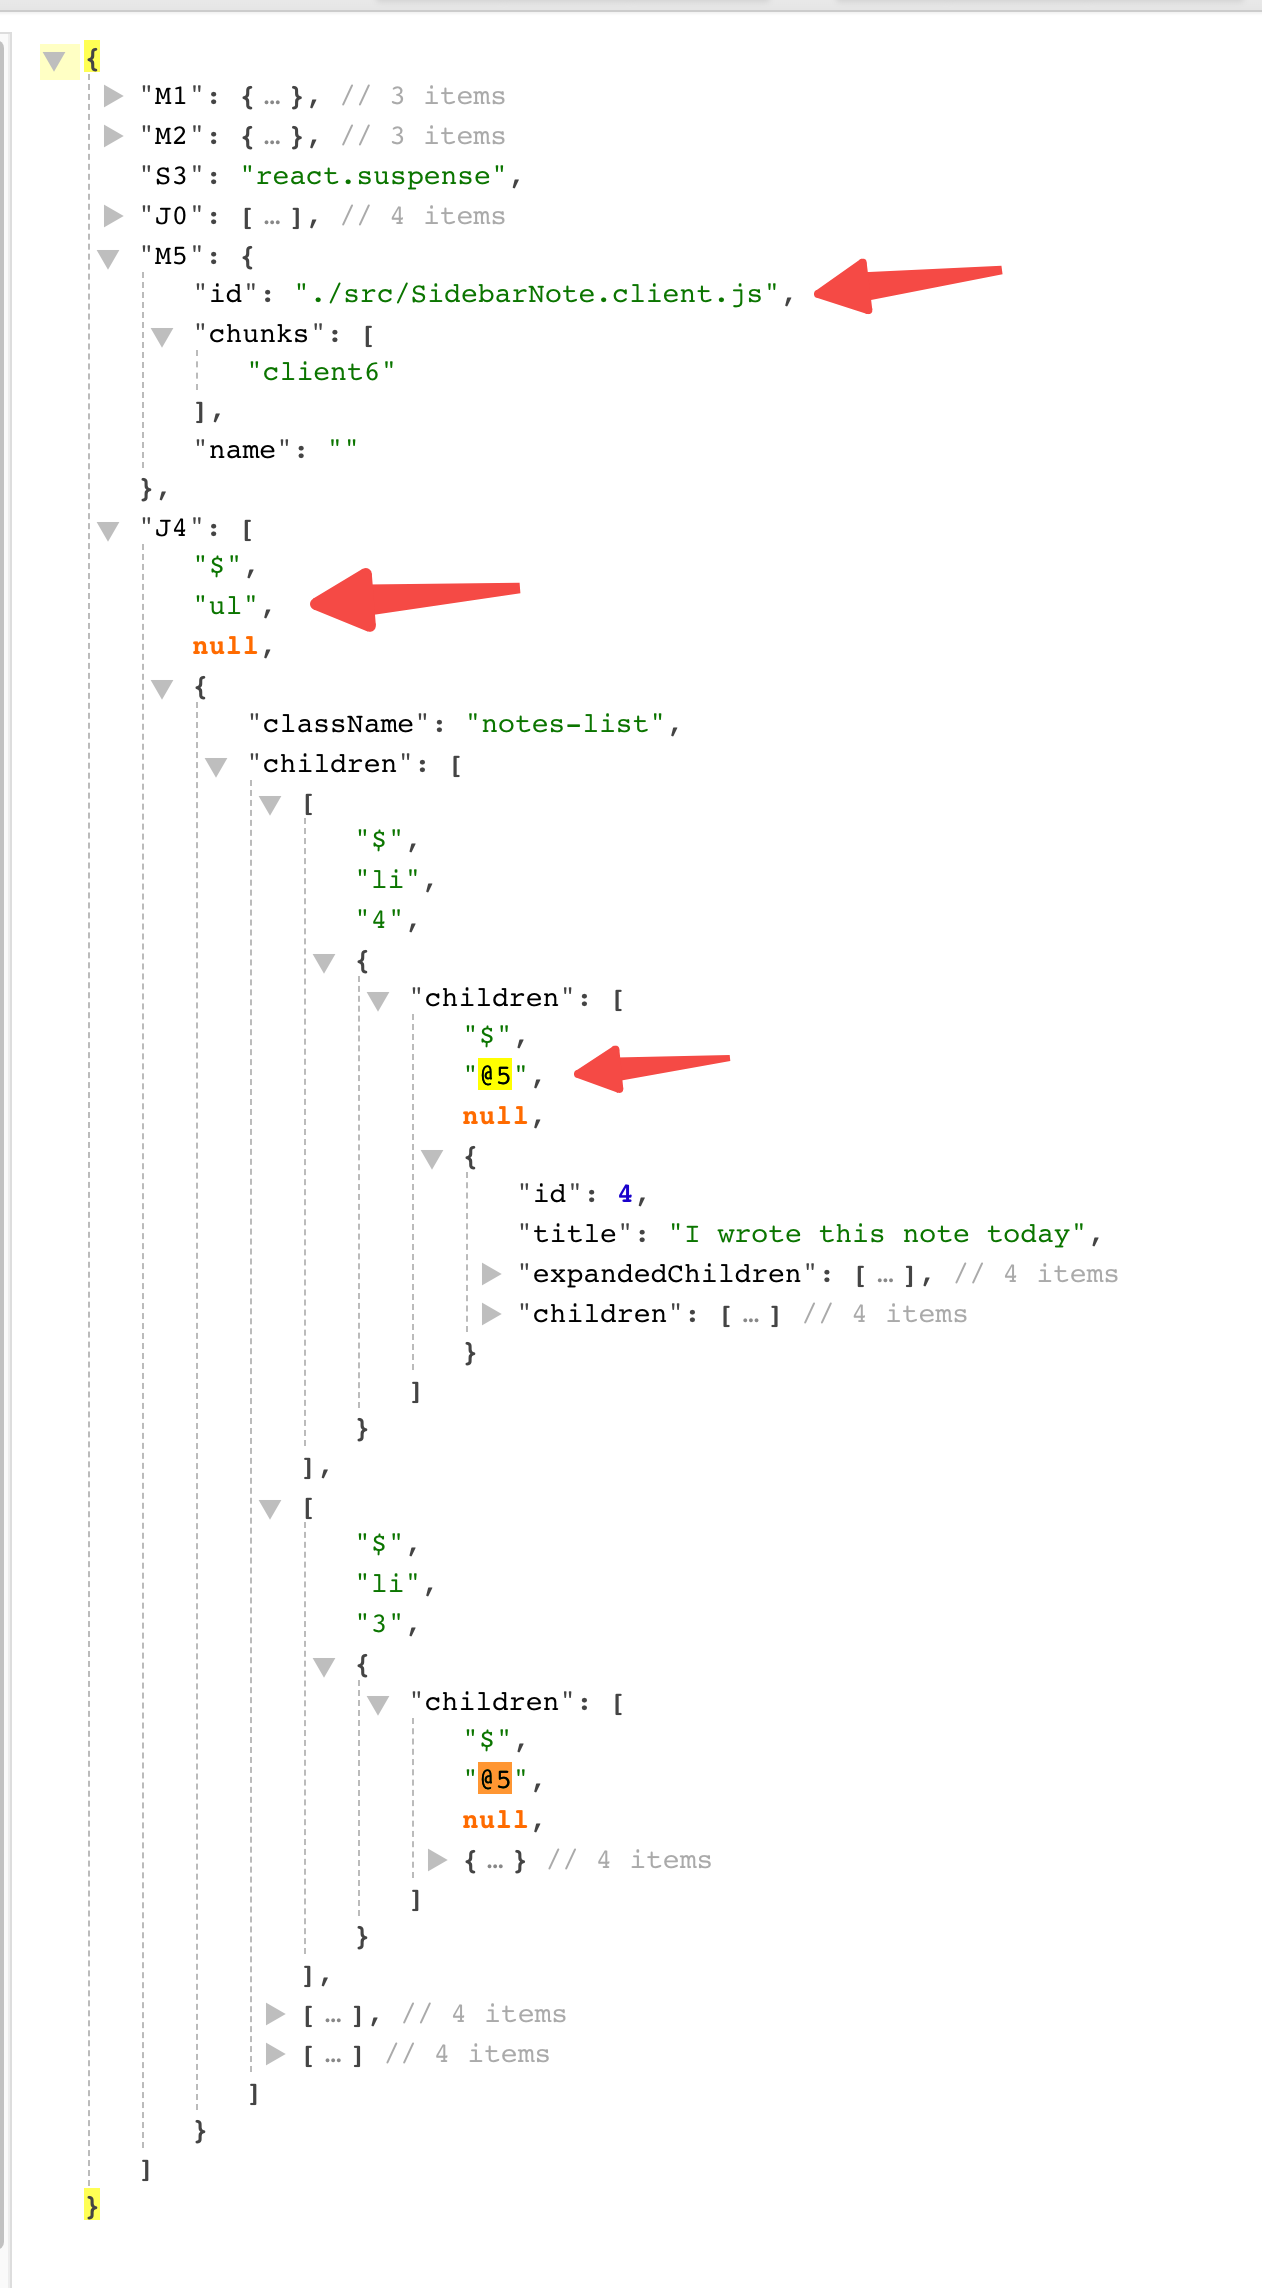 {
"M1": { … }, // 3 items
"M2": { … }, // 3 items
"S3": "react.suspense",
"J0": [ … ], // 4 items
"M5": {
"id": "./src/SidebarNote.client.js",
"chunks": [
"client6"
],
"name": ""
},
"J4": [
"$",
"ul",
null,
{
"className": "notes-list",
"children": [
[
"$",
"li",
"4",
{
"children": [
"$",
"@5",
null,
{
"id": 4,
"title": "I wrote this note today",
"expandedChildren": [ … ], // 4 items
"children": [ … ] // 4 items
}
]
}
],
[
"$",
"li",
"3",
{
"children": [
"$",
"@5",
null,
{ … } // 4 items
]
}
],
[ … ], // 4 items
[ … ] // 4 items
]
}
]
}